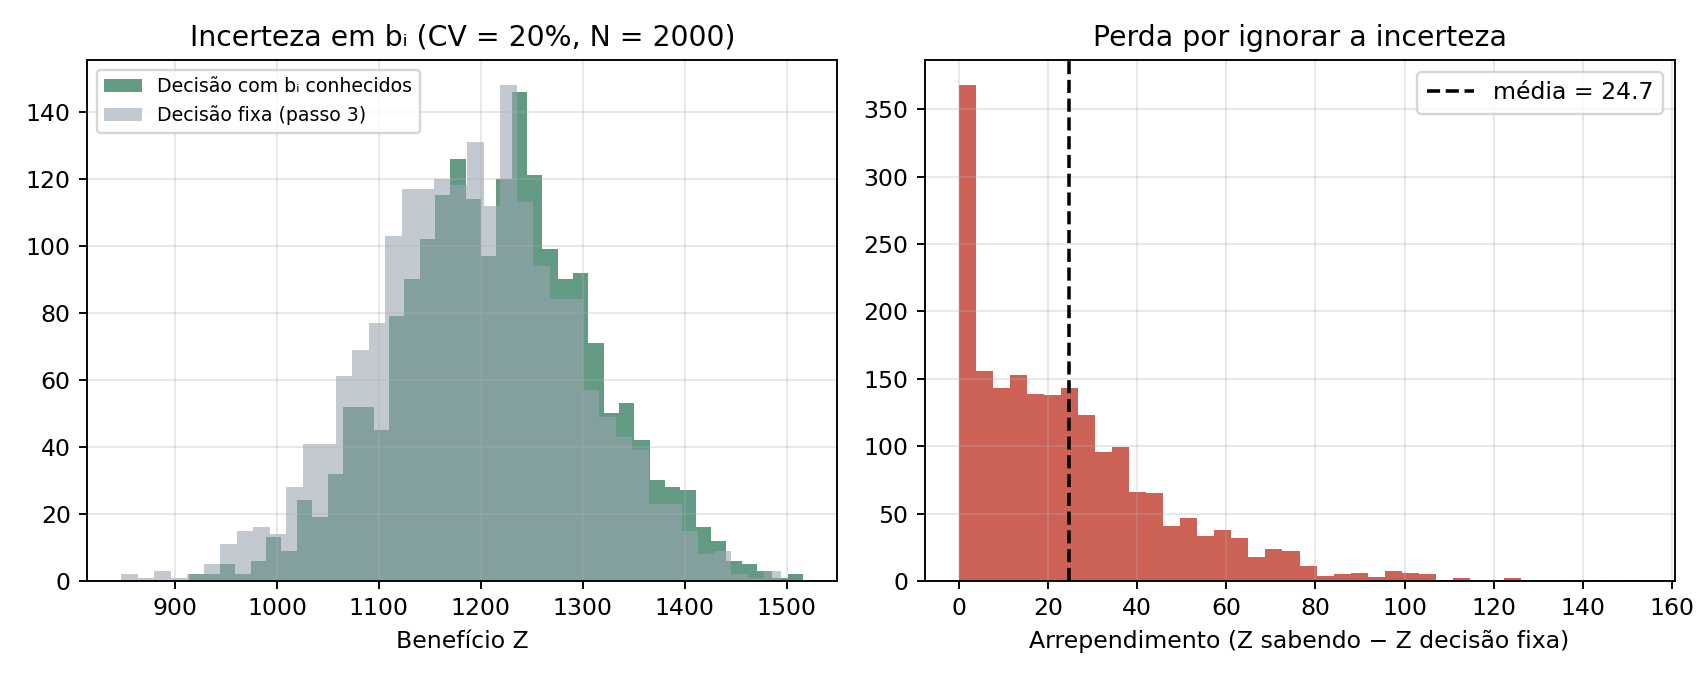 Incerteza em bᵢ (CV = 20%, N = 2000)
Decisão com bᵢ conhecidos
Decisão fixa (passo 3)
140
120
100
80
60
40
20
0
900 1000 1100 1200 1300 1400 1500
Benefício Z
Perda por ignorar a incerteza
média = 24.7
350
300
250
200
150
100
50
0
0 20 40 60 80 100 120 140 160
Arrependimento (Z sabendo − Z decisão fixa)